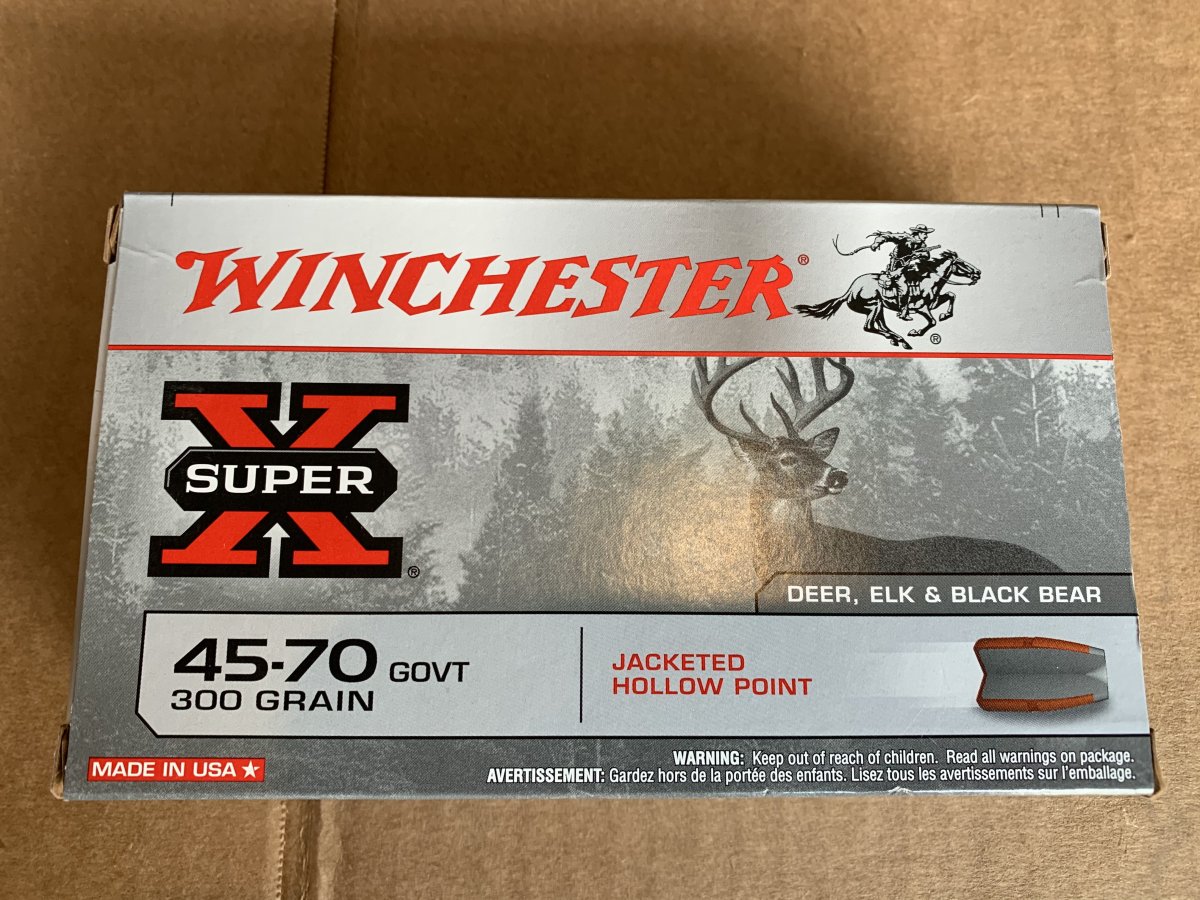 WINCHESTER®
®
X
SUPER
®
DEER, ELK & BLACK BEAR
45-70 GOVT
300 GRAIN
JACKETED
HOLLOW POINT
MADE IN USA ★
WARNING: Keep out of reach of children. Read all warnings on package.
AVERTISSEMENT: Gardez hors de la portée des enfants. Lisez tous les avertissements sur l'emballage.